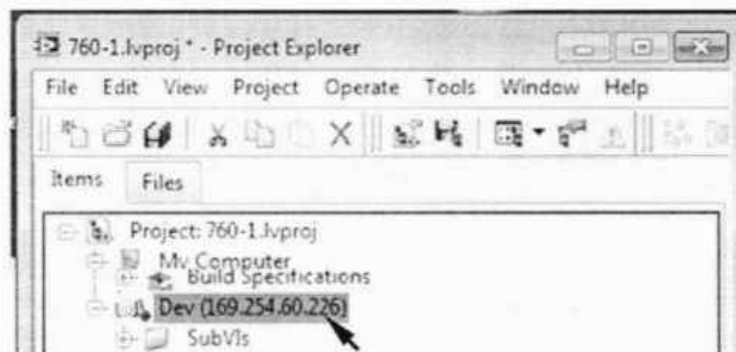 760-1.lvproj * - Project Explorer
File Edit View Project Operate Tools Window Help
Items Files
Project: 760-1.lvproj
My Computer
Build Specifications
Dev (169.254.60.226)
SubVIs